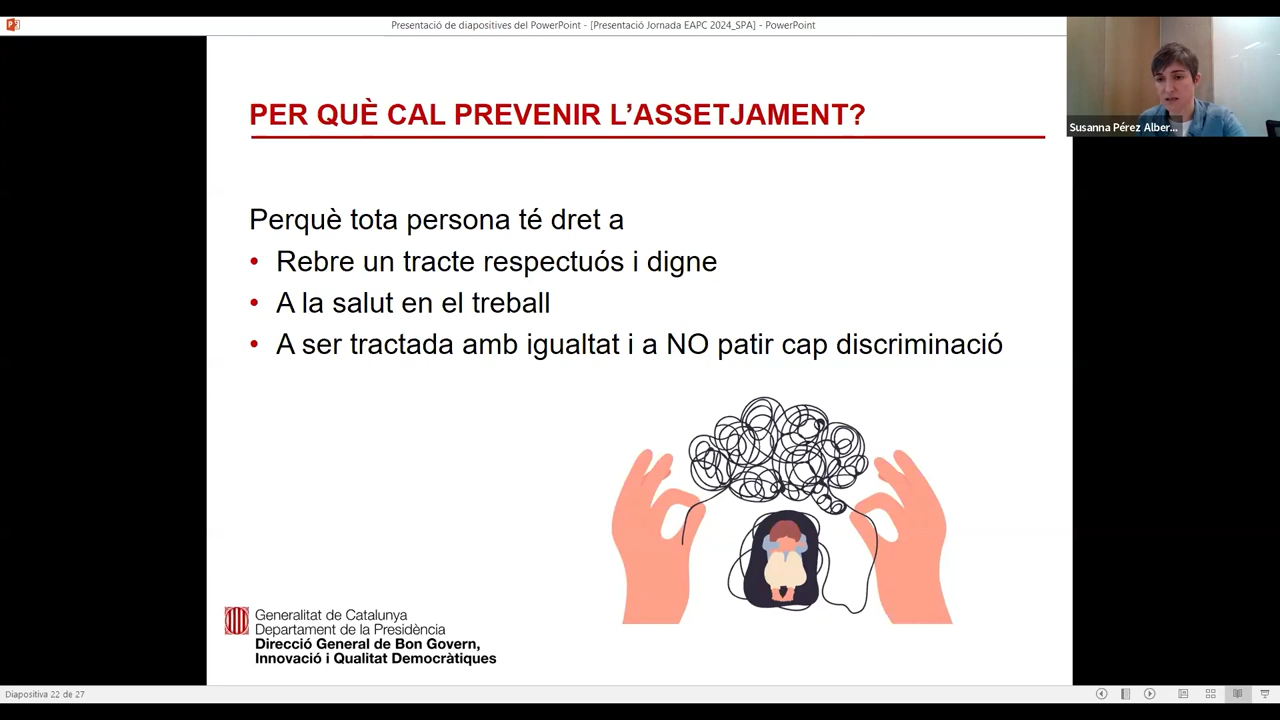 Presentació de diapositives del PowerPoint - [Presentació Jornada EAPC 2024_SPA] - PowerPoint
Susanna Pérez Alber...
PER QUÈ CAL PREVENIR L’ASSETJAMENT?
Perquè tota persona té dret a
• Rebre un tracte respectuós i digne
• A la salut en el treball
• A ser tractada amb igualtat i a NO patir cap discriminació
Generalitat de Catalunya
Departament de la Presidència
Direcció General de Bon Govern,
Innovació i Qualitat Democràtiques
Diapositiva 22 de 27